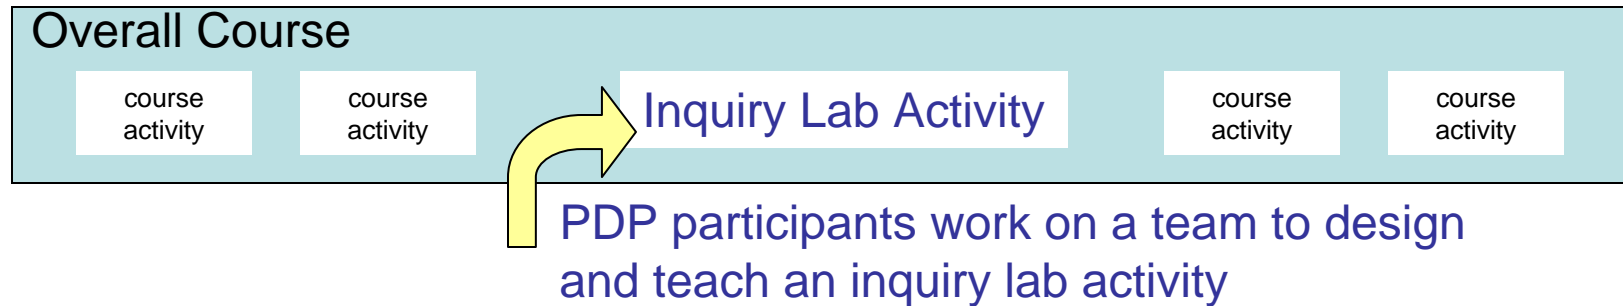 Overall Course
course
activity
course
activity
Inquiry Lab Activity
course
activity
course
activity
PDP participants work on a team to design
and teach an inquiry lab activity